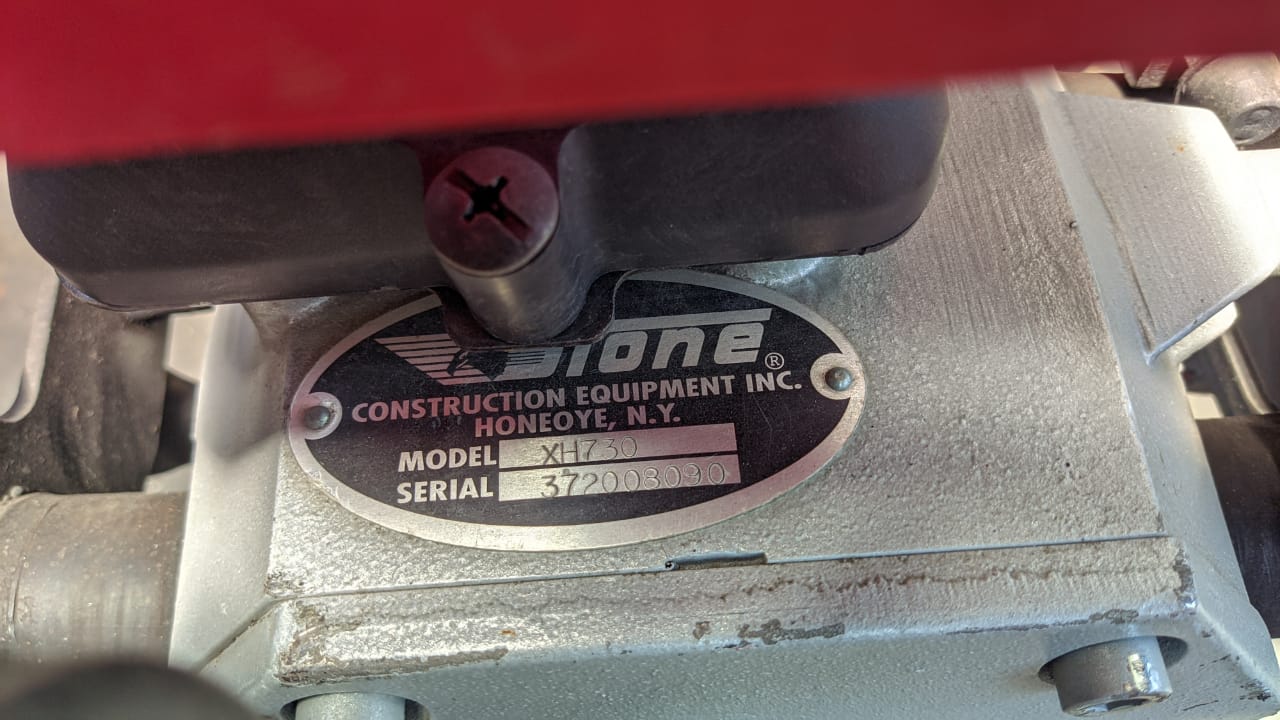 Stone®
CONSTRUCTION EQUIPMENT INC.
HONEOYE, N.Y.
MODEL XH730
SERIAL 372008090